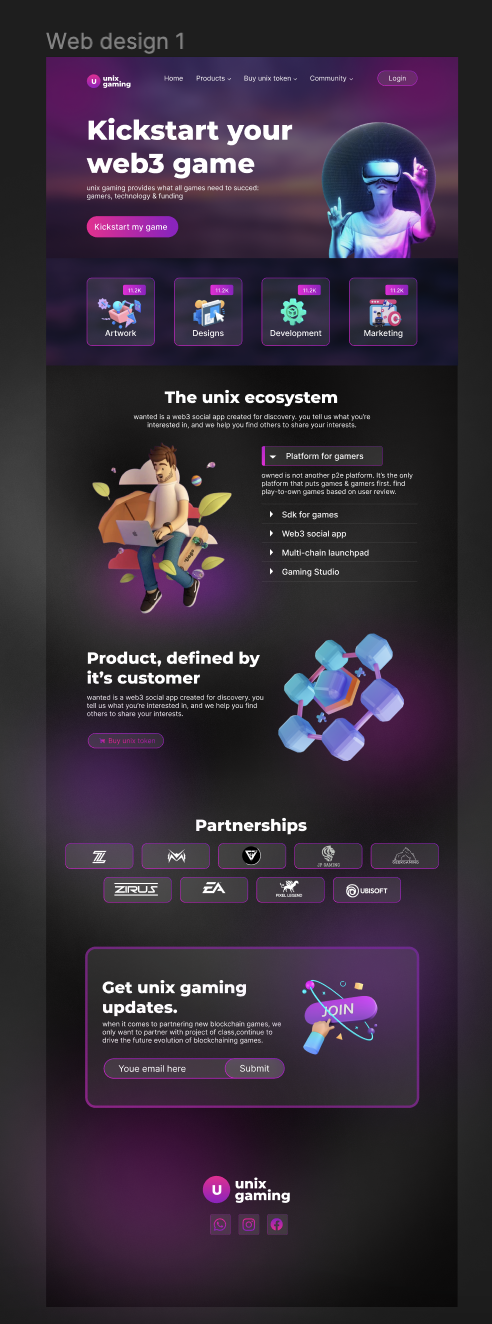 Web design 1
unix
gaming
Home
Products
Buy unix token
Community
Login
Kickstart your
web3 game
unix gaming provides what all games need to succed:
gamers, technology & funding
Kickstart my game
11.2K
11.2K
11.2K
11.2K
Artwork
Designs
Development
Marketing
The unix ecosystem
wanted is a web3 social app created for discovery. you tell us what you're
interested in, and we help you find others to share your interests.
Platform for gamers
owned is not another p2e platform. It's the only
platform that puts games & gamers first. find
play-to-own games based on user review.
Sdk for games
Web3 social app
Multi-chain launchpad
Gaming Studio
Product, defined by
it's customer
wanted is a web3 social app created for discovery. you
tell us what you're interested in, and we help you find
others to share your interests.
Buy unix token
Partnerships
JP GAMING
ZIRUS
EA
PIXEL LEGEND
UBISOFT
Get unix gaming
updates.
when it comes to partnering new blockchain games, we
only want to partner with project of class,continue to
drive the future evolution of blockchaining games.
JOIN
Youe email here
Submit
U
unix
gaming